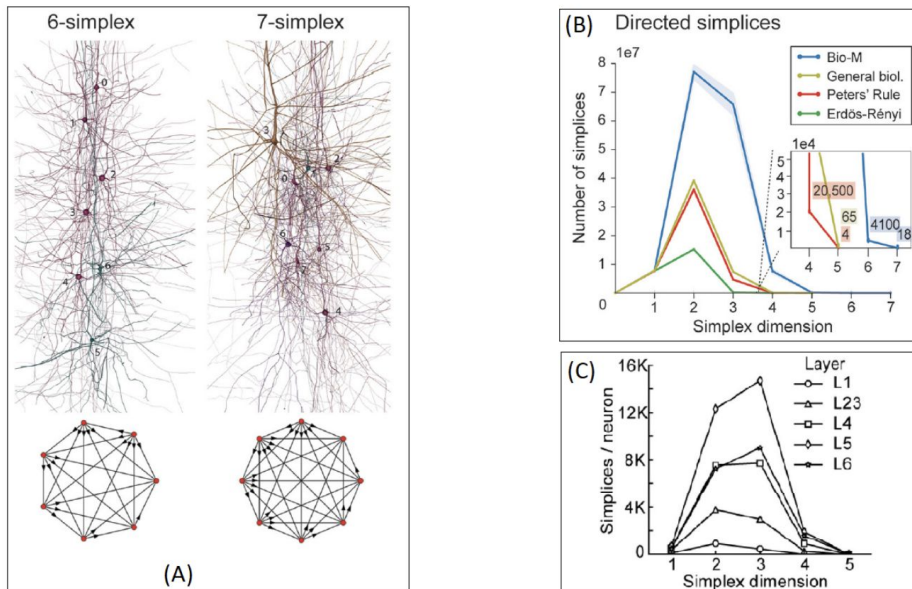 6-simplex
7-simplex
0
1
2
3
4
6
5
3
2
0
6
5
4
(A)
(B) Directed simplices
1e7
8
7
6
5
4
3
2
1
0
Number of simplices
Bio-M
General biol.
Peters' Rule
Erdös-Rényi
1e4
5
4
3
2
1
0
20,500
65
4
4100
18
4 5 6 7
1 2 3 4 5 6 7
Simplex dimension
(C)
16K
12K
8K
4K
0
Simplices / neuron
Layer
L1
L23
L4
L5
L6
1 2 3 4 5
Simplex dimension